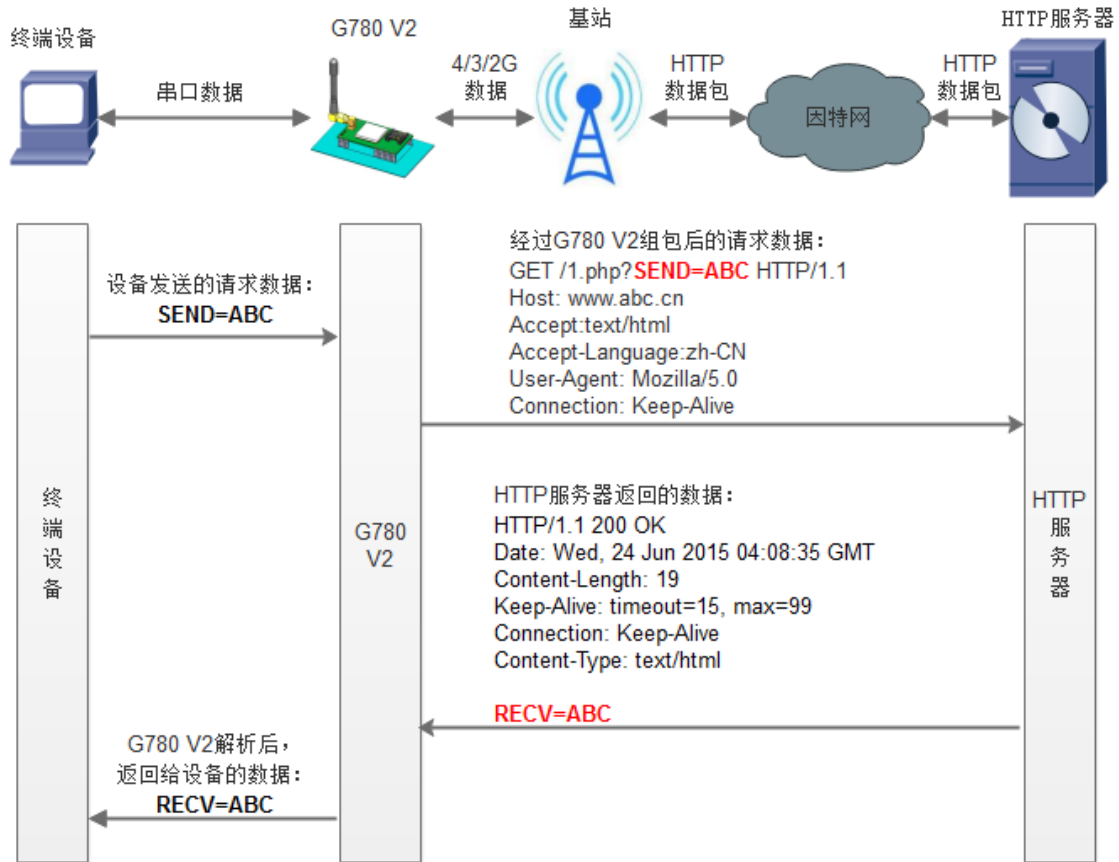 终端设备
G780 V2
基站
HTTP服务器
串口数据
4/3/2G
数据
HTTP
数据包
因特网
HTTP
数据包
设备发送的请求数据：
SEND=ABC
经过G780 V2组包后的请求数据：
GET /1.php?SEND=ABC HTTP/1.1
Host: www.abc.cn
Accept:text/html
Accept-Language:zh-CN
User-Agent: Mozilla/5.0
Connection: Keep-Alive
终
端
设
备
G780
V2
HTTP
服
务
器
HTTP服务器返回的数据：
HTTP/1.1 200 OK
Date: Wed, 24 Jun 2015 04:08:35 GMT
Content-Length: 19
Keep-Alive: timeout=15, max=99
Connection: Keep-Alive
Content-Type: text/html
RECV=ABC
G780 V2解析后，
返回给设备的数据：
RECV=ABC